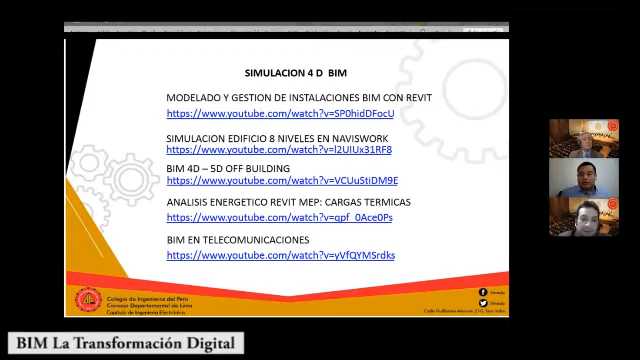 SIMULACION 4 D  BIM
MODELADO Y GESTION DE INSTALACIONES BIM CON REVIT
https://www.youtube.com/watch?v=SP0hidDFocU
SIMULACION EDIFICIO 8 NIVELES EN NAVISWORK
https://www.youtube.com/watch?v=l2UIUx31RF8
BIM 4D – 5D OFF BUILDING
https://www.youtube.com/watch?v=VCUuStiDM9E
ANALISIS ENERGETICO REVIT MEP: CARGAS TERMICAS
https://www.youtube.com/watch?v=qpf_0Ace0Ps
BIM EN TELECOMUNICACIONES
https://www.youtube.com/watch?v=yVfQYMSrdks
Colegio de Ingenieros del Perú
Consejo Departamental de Lima
Capítulo de Ingeniería Electrónica
BIM La Transformación Digital